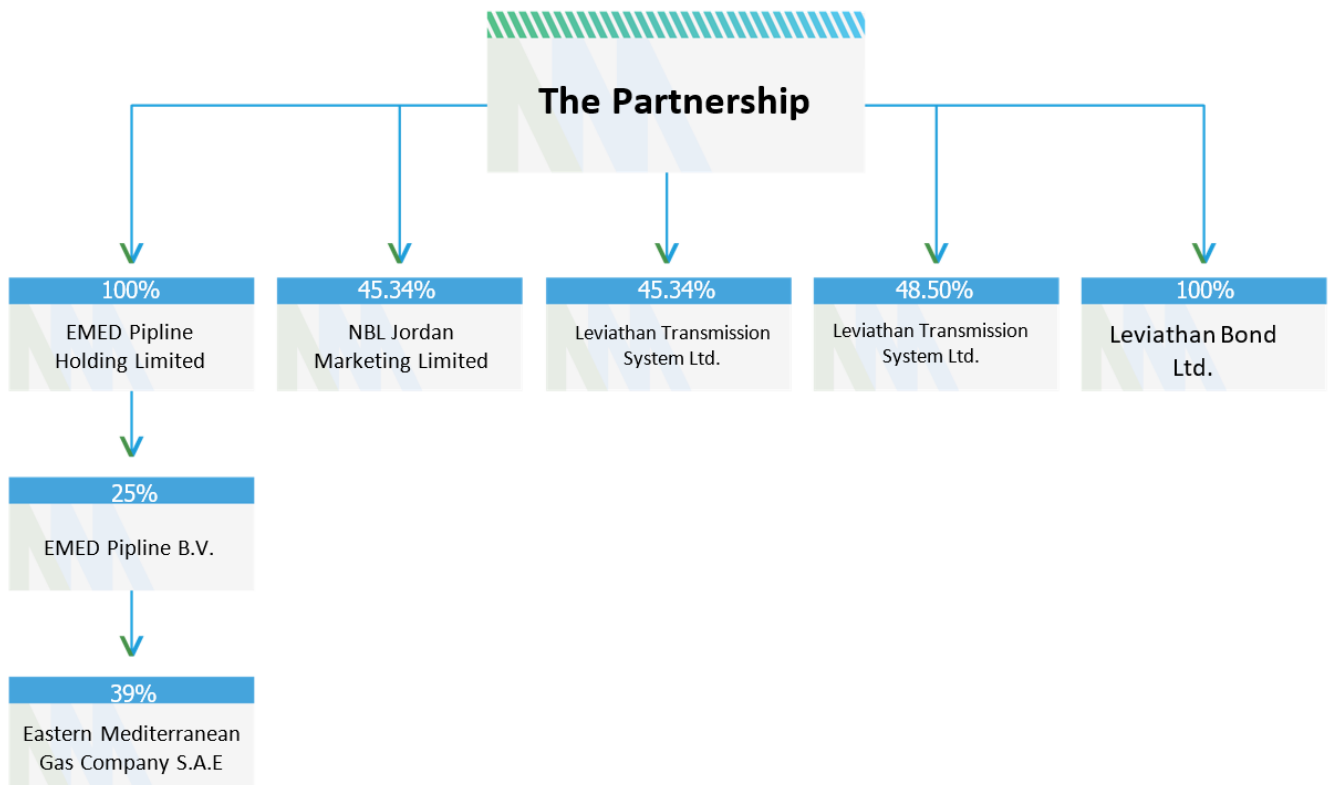 The Partnership
100%
EMED Pipline
Holding Limited
45.34%
NBL Jordan
Marketing Limited
45.34%
Leviathan Transmission
System Ltd.
48.50%
Leviathan Transmission
System Ltd.
100%
Leviathan Bond
Ltd.
25%
EMED Pipline B.V.
39%
Eastern Mediterranean
Gas Company S.A.E